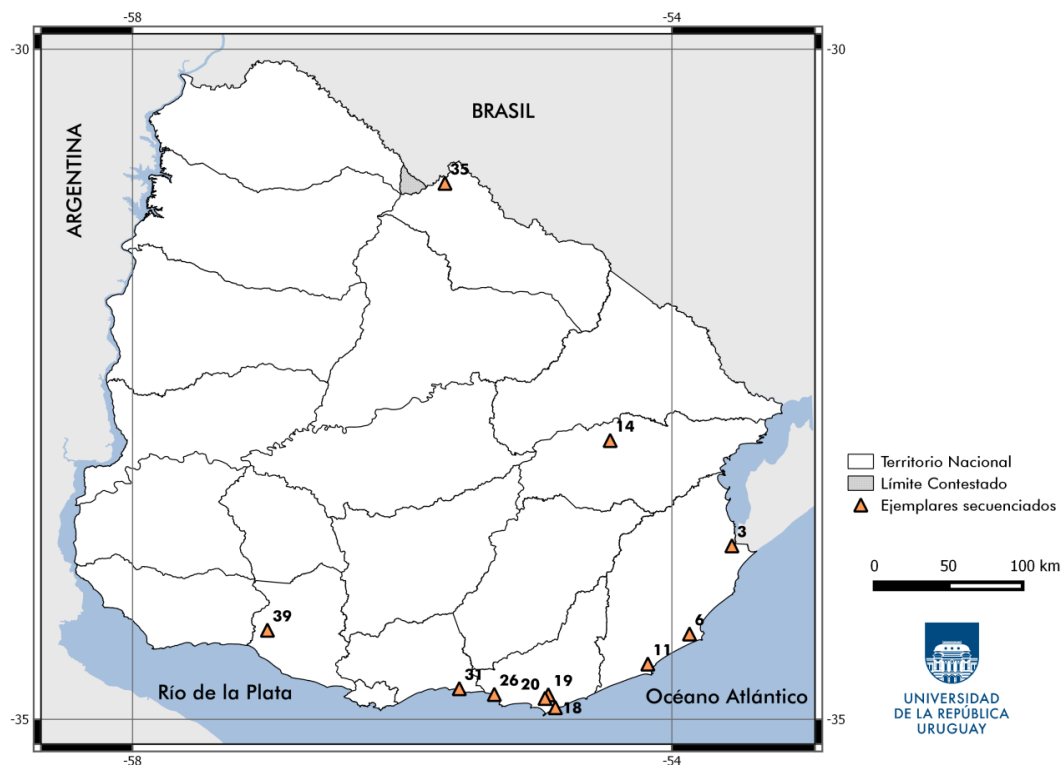 -58
-54
-30
-30
BRASIL
ARGENTINA
35
14
3
6
11
39
31
26
20
19
18
Río de la Plata
Océano Atlántico
-35
-35
-58
-54
Territorio Nacional
Límite Contestado
Ejemplares secuenciados
0 50 100 km
UNIVERSIDAD
DE LA REPÚBLICA
URUGUAY